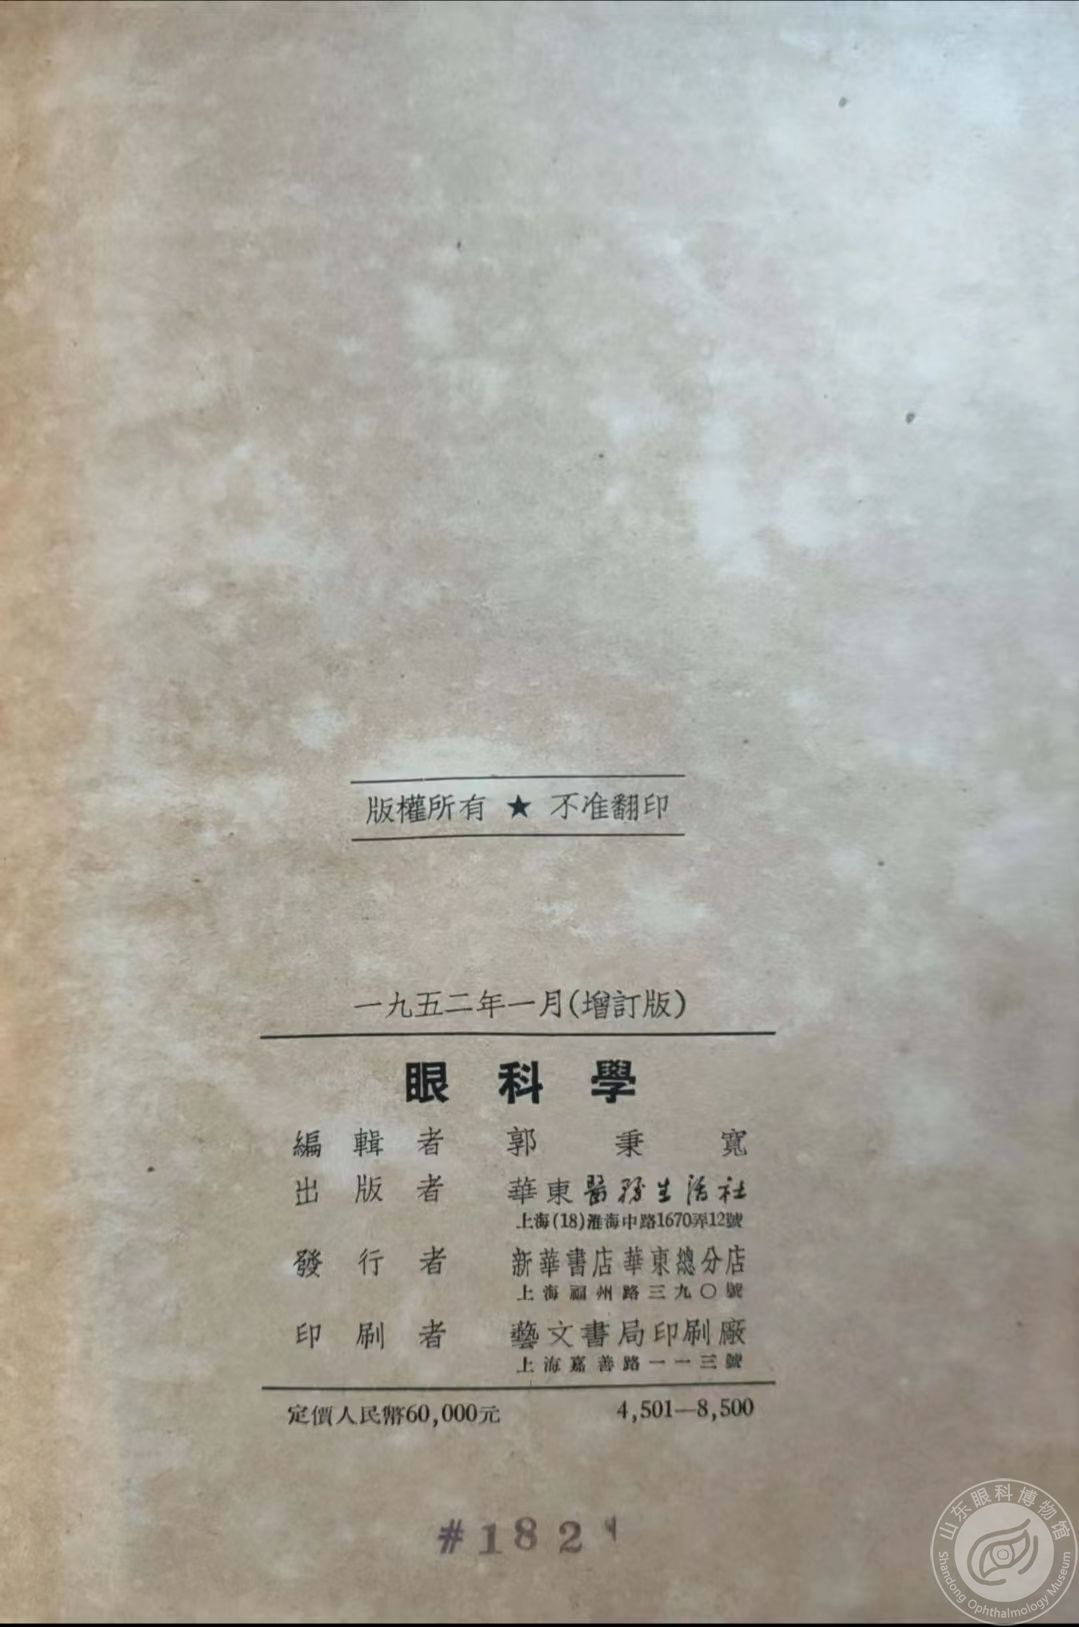 版權所有 ★ 不准翻印
一九五二年一月(增訂版)
眼科學
編輯者 郭秉寬
出版者 華東醫務生活社
上海(18)淮海中路1670弄12號
發行者 新華書店華東總分店
上海福州路三九〇號
印刷者 藝文書局印刷廠
上海嘉善路一一三號
定價人民幣60,000元 4,501—8,500
#182
山东眼科博物馆
Shandong Ophthalmology Museum